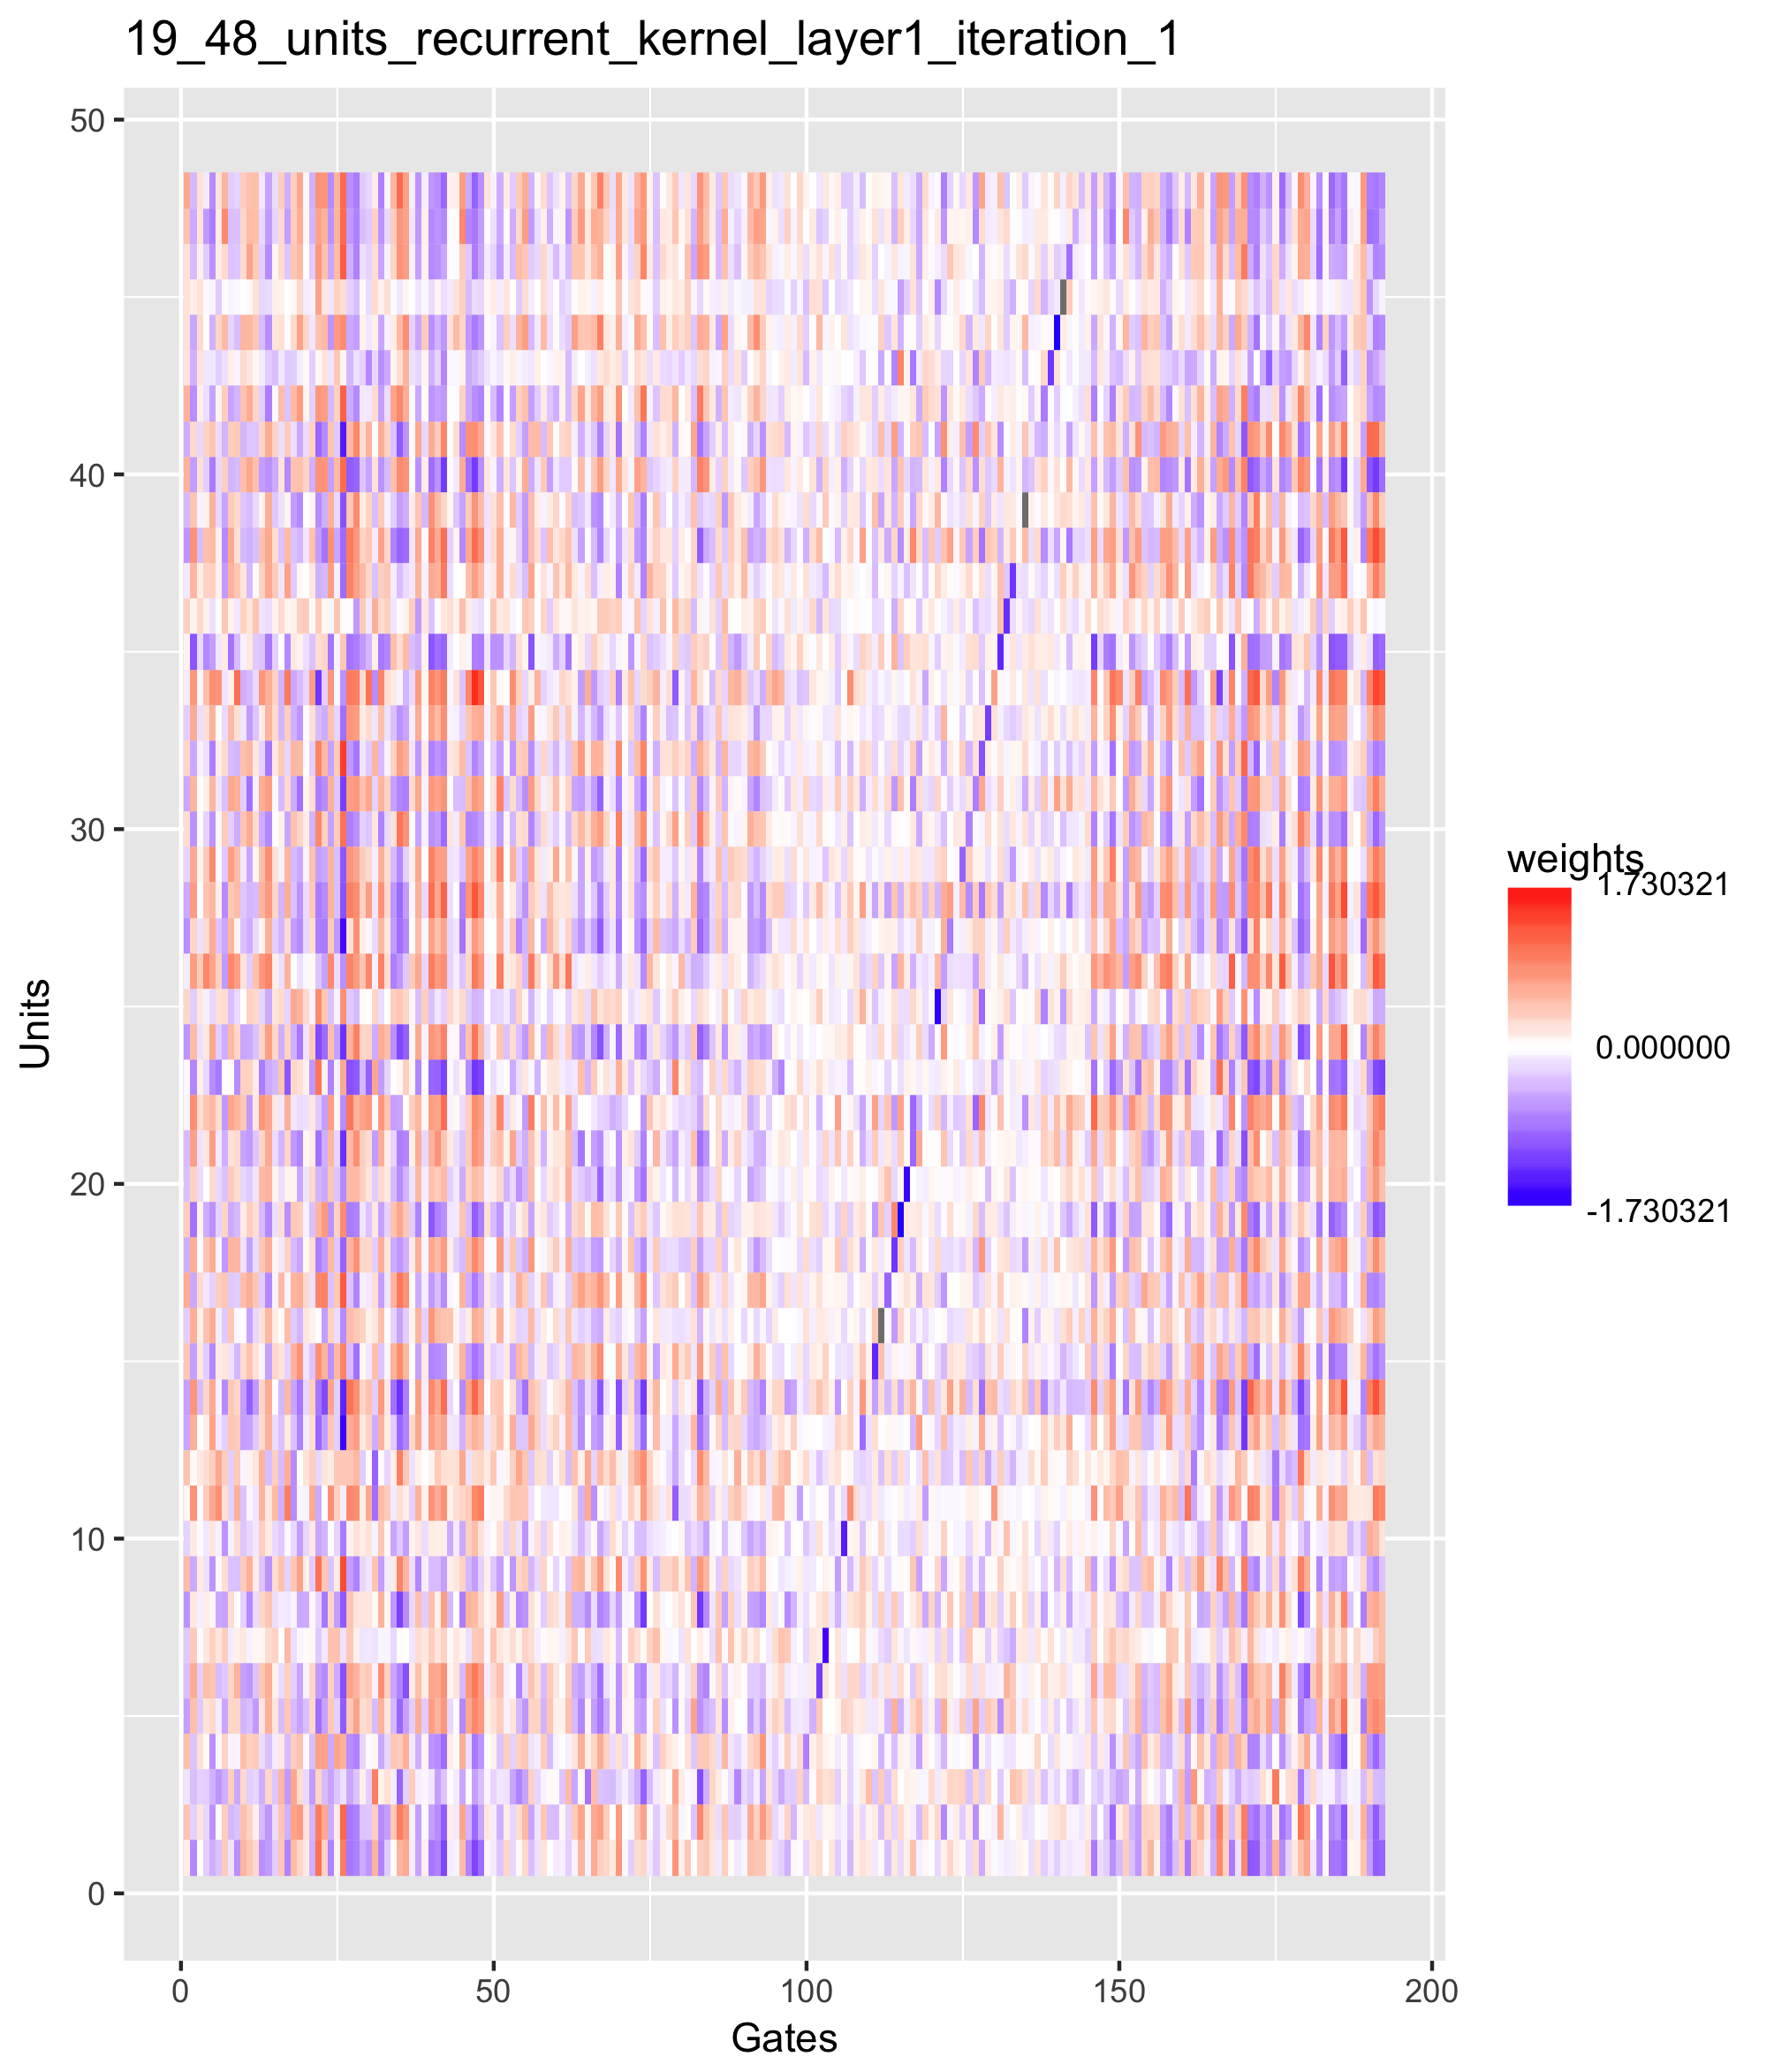 19_48_units_recurrent_kernel_layer1_iteration_1
50
40
30
20
10
0
Units
0 50 100 150 200
Gates
weights
1.730321
0.000000
-1.730321